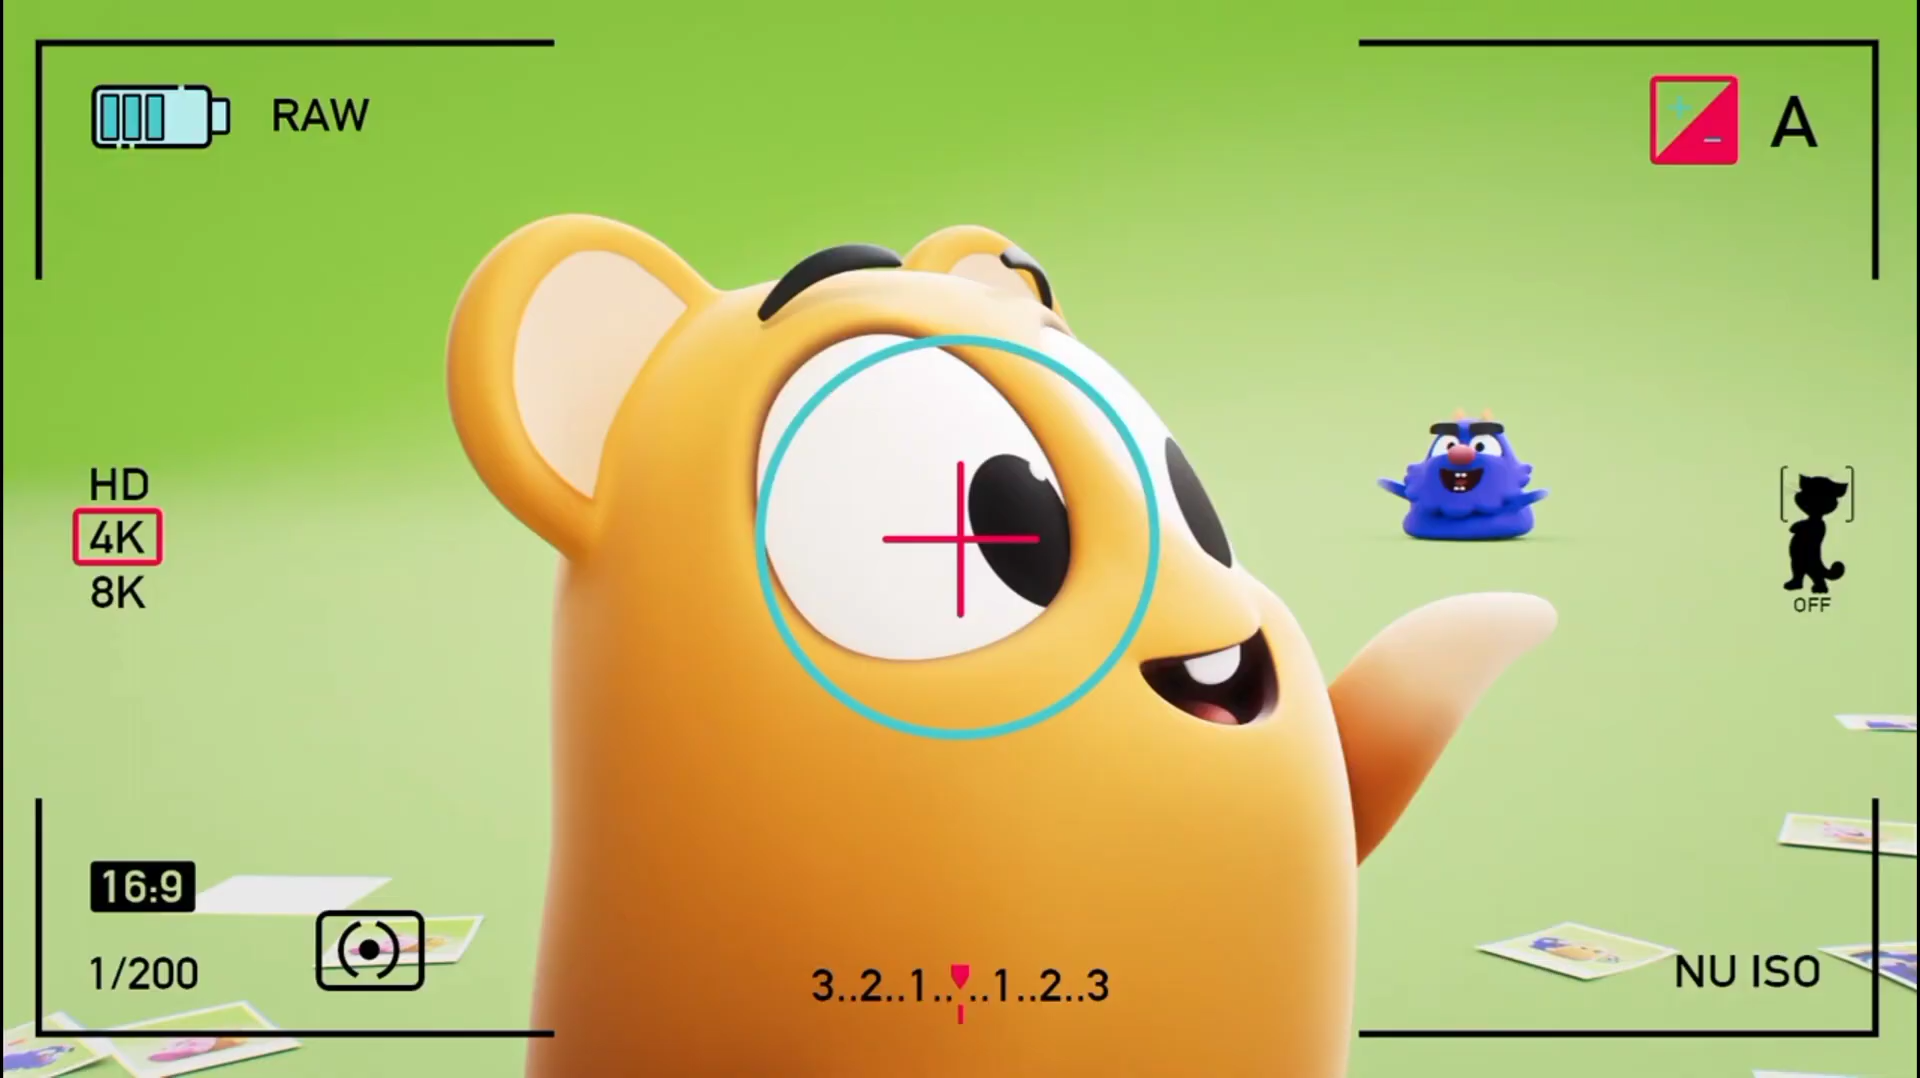 RAW
A
HD
4K
8K
OFF
16:9
1/200
3..2..1..
..1..2..3
NU ISO